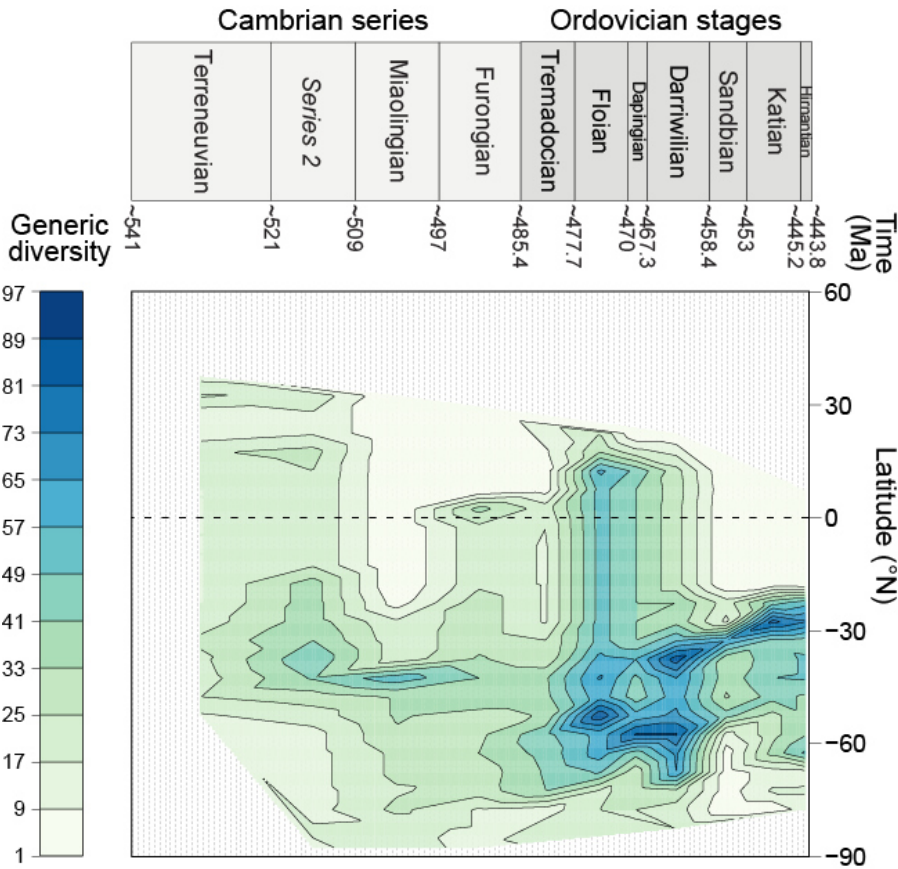 Cambrian series
Ordovician stages
Terreneuvian
Series 2
Miaolingian
Furongian
Tremadocian
Floian
Dapingian
Darriwilian
Sandbian
Katian
Hirnantian
~541
~521
~509
~497
~485.4
~477.7
~470
~467.3
~458.4
~453
~445.2
~443.8
Time
(Ma)
Generic
diversity
97
89
81
73
65
57
49
41
33
25
17
9
1
60
30
0
−30
−60
−90
Latitude (°N)